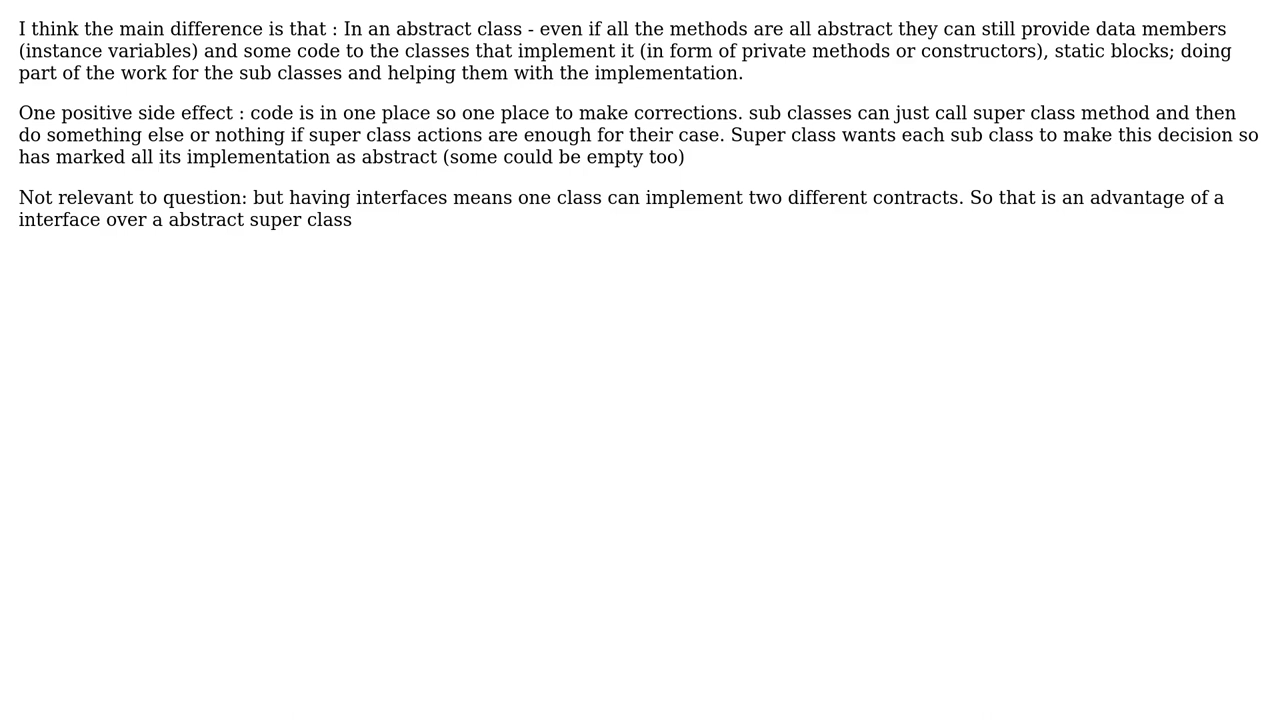 I think the main difference is that : In an abstract class - even if all the methods are all abstract they can still provide data members
(instance variables) and some code to the classes that implement it (in form of private methods or constructors), static blocks; doing
part of the work for the sub classes and helping them with the implementation.
One positive side effect : code is in one place so one place to make corrections. sub classes can just call super class method and then
do something else or nothing if super class actions are enough for their case. Super class wants each sub class to make this decision so
has marked all its implementation as abstract (some could be empty too)
Not relevant to question: but having interfaces means one class can implement two different contracts. So that is an advantage of a
interface over a abstract super class